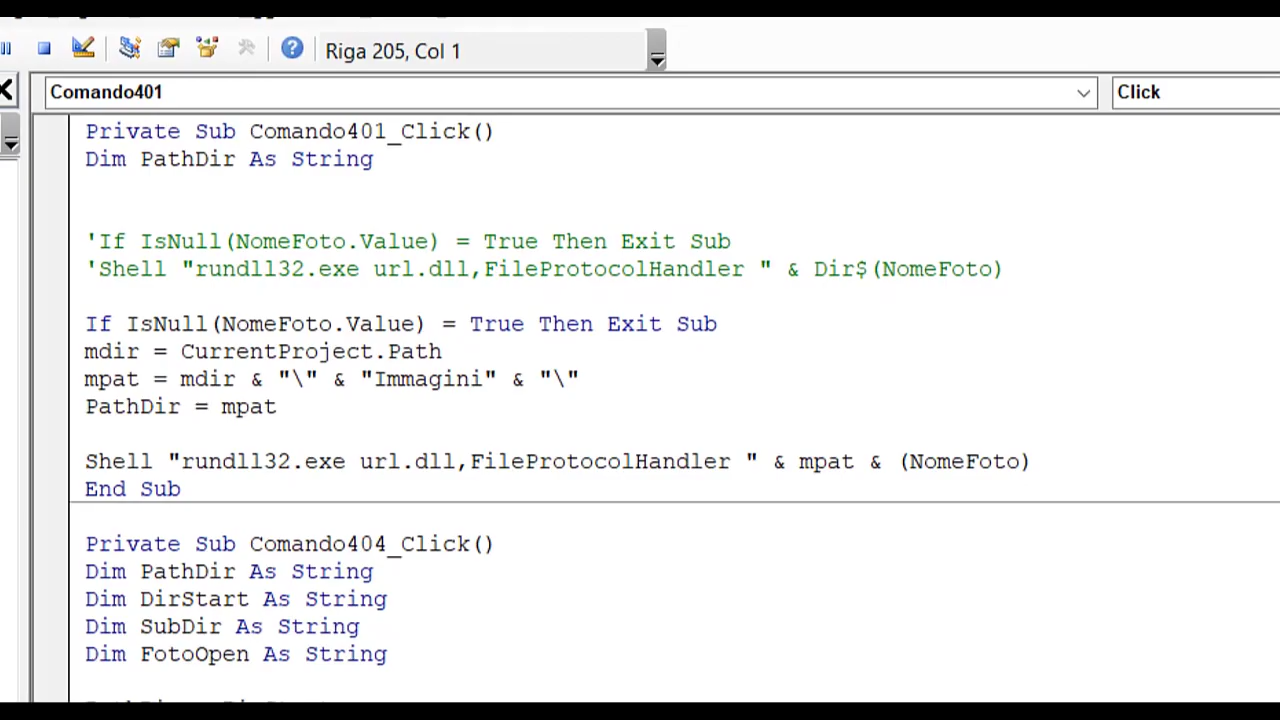 Riga 205, Col 1
Comando401
Click
Private Sub Comando401_Click()
Dim PathDir As String
'If IsNull(NomeFoto.Value) = True Then Exit Sub
'Shell "rundll32.exe url.dll,FileProtocolHandler " & Dir$(NomeFoto)
If IsNull(NomeFoto.Value) = True Then Exit Sub
mdir = CurrentProject.Path
mpat = mdir & "\" & "Immagini" & "\"
PathDir = mpat
Shell "rundll32.exe url.dll,FileProtocolHandler " & mpat & (NomeFoto)
End Sub
Private Sub Comando404_Click()
Dim PathDir As String
Dim DirStart As String
Dim SubDir As String
Dim FotoOpen As String